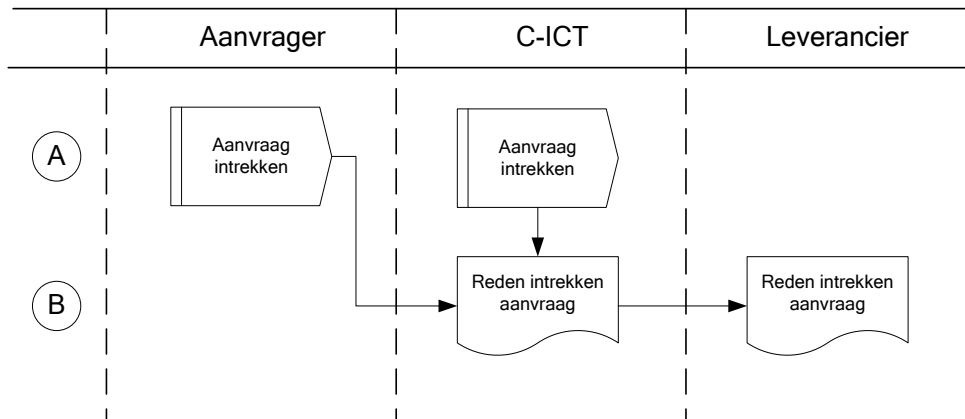 Aanvrager
C-ICT
Leverancier
A
Aanvraag
intrekken
Aanvraag
intrekken
B
Reden intrekken
aanvraag
Reden intrekken
aanvraag